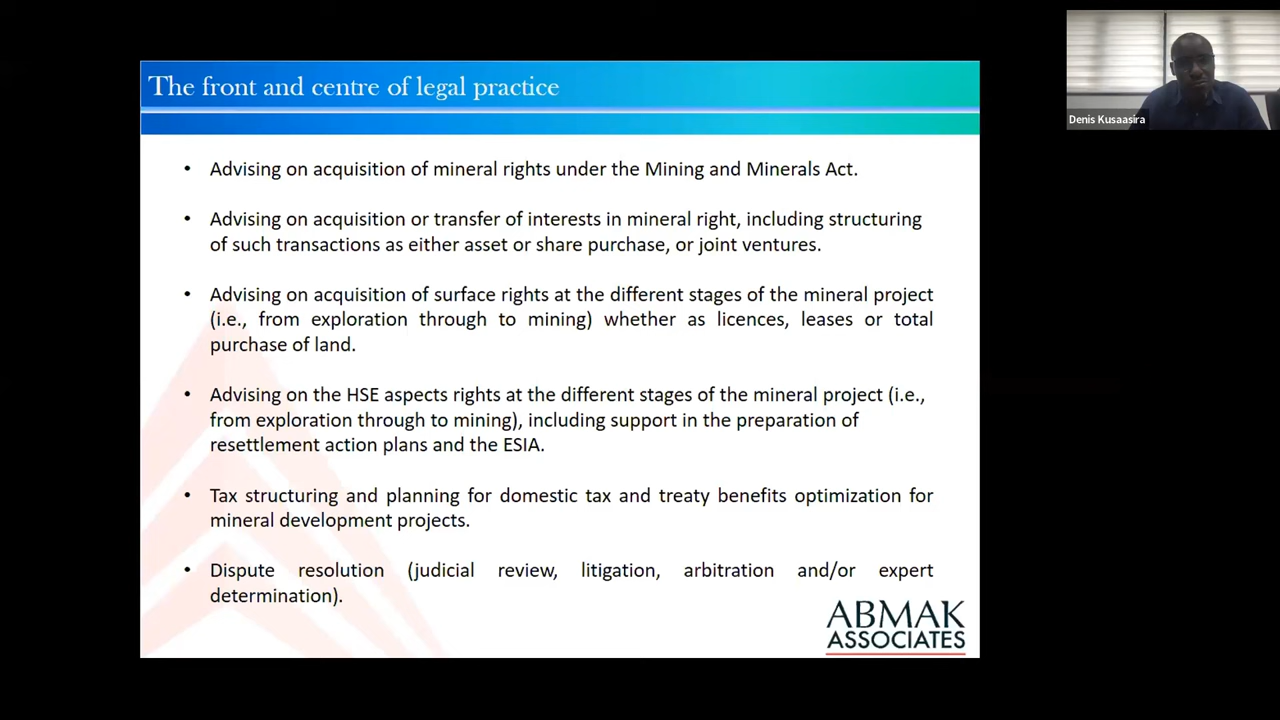 The front and centre of legal practice
Denis Kusaasira
• Advising on acquisition of mineral rights under the Mining and Minerals Act.
• Advising on acquisition or transfer of interests in mineral right, including structuring
of such transactions as either asset or share purchase, or joint ventures.
• Advising on acquisition of surface rights at the different stages of the mineral project
(i.e., from exploration through to mining) whether as licences, leases or total
purchase of land.
• Advising on the HSE aspects rights at the different stages of the mineral project (i.e.,
from exploration through to mining), including support in the preparation of
resettlement action plans and the ESIA.
• Tax structuring and planning for domestic tax and treaty benefits optimization for
mineral development projects.
• Dispute resolution (judicial review, litigation, arbitration and/or expert
determination).
ABMAK
ASSOCIATES